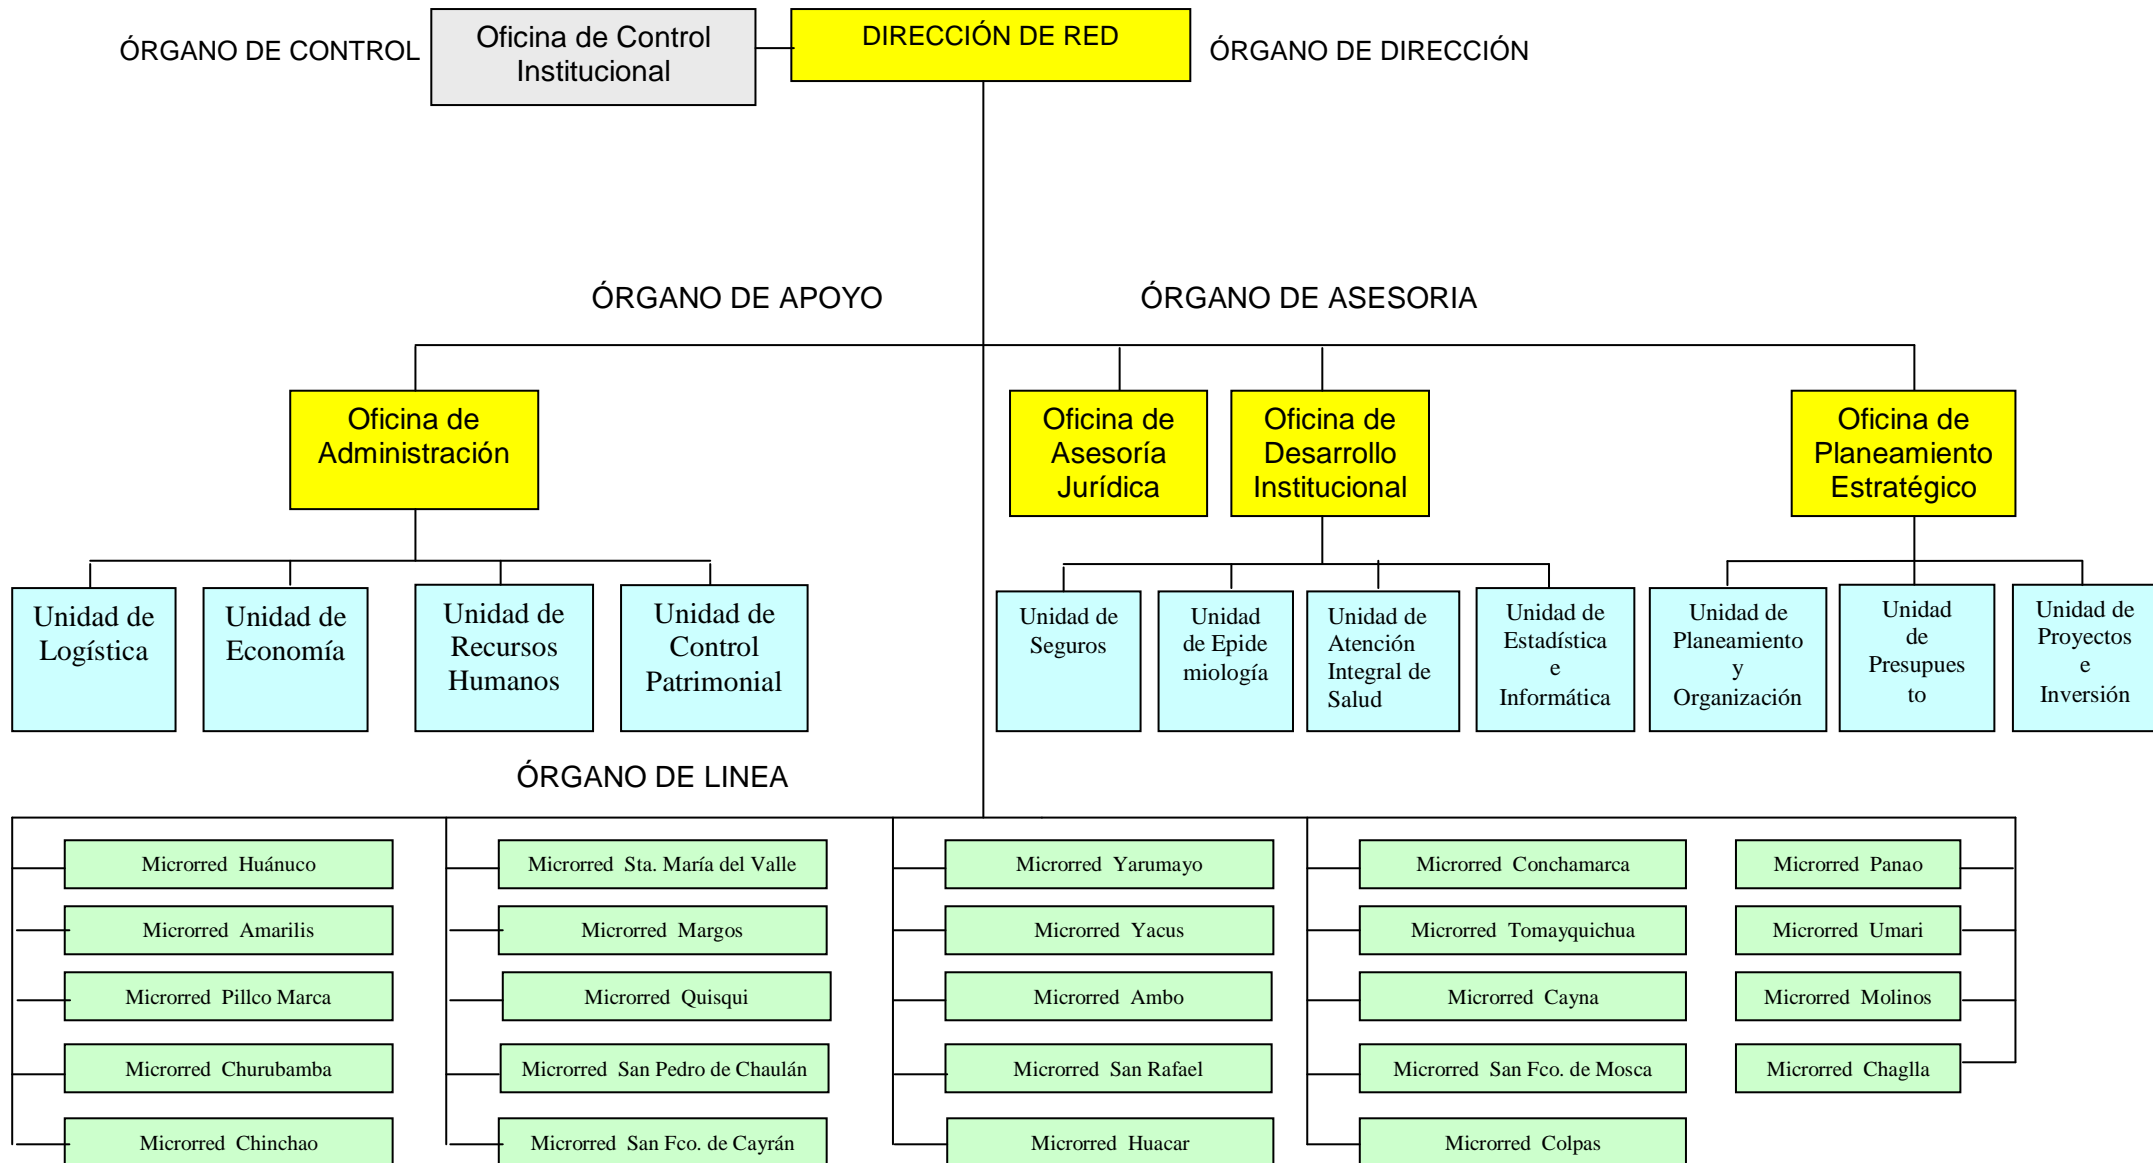 ÓRGANO DE CONTROL
Oficina de Control
Institucional
DIRECCIÓN DE RED
ÓRGANO DE DIRECCIÓN
ÓRGANO DE APOYO
ÓRGANO DE ASESORIA
Oficina de
Administración
Oficina de
Asesoría
Jurídica
Oficina de
Desarrollo
Institucional
Oficina de
Planeamiento
Estratégico
Unidad de
Logística
Unidad de
Economía
Unidad de
Recursos
Humanos
Unidad de
Control
Patrimonial
Unidad de
Seguros
Unidad
de Epide
miología
Unidad de
Atención
Integral de
Salud
Unidad de
Estadística
e
Informática
Unidad de
Planeamiento
y
Organización
Unidad
de
Presupues
to
Unidad de
Proyectos
e
Inversión
ÓRGANO DE LINEA
Microrred Huánuco
Microrred Amarilis
Microrred Pillco Marca
Microrred Churubamba
Microrred Chinchao
Microrred Sta. María del Valle
Microrred Margos
Microrred Quisqui
Microrred San Pedro de Chaulán
Microrred San Fco. de Cayrán
Microrred Yarumayo
Microrred Yacus
Microrred Ambo
Microrred San Rafael
Microrred Huacar
Microrred Conchamarca
Microrred Tomayquichua
Microrred Cayna
Microrred San Fco. de Mosca
Microrred Colpas
Microrred Panao
Microrred Umari
Microrred Molinos
Microrred Chaglla